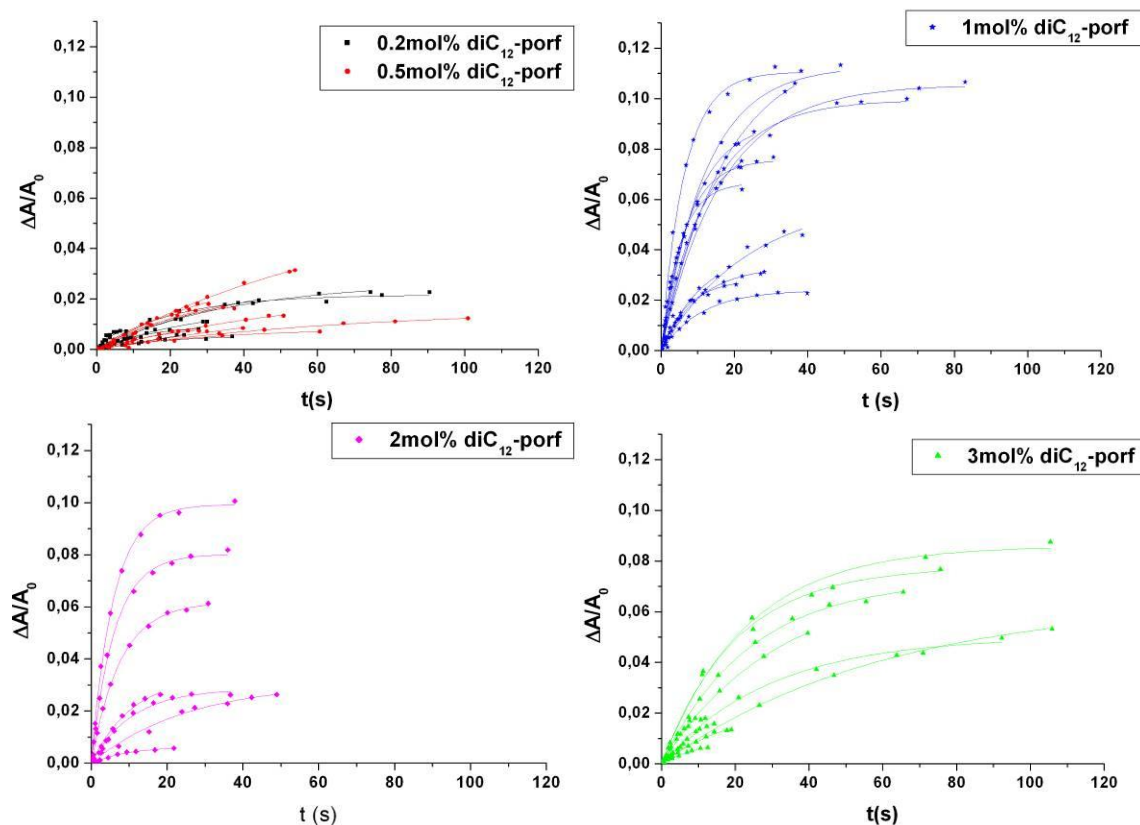 0.2mol% diC12-porf
0.5mol% diC12-porf
0,12
0,10
0,08
0,06
0,04
0,02
0,00
ΔA/A0
0 20 40 60 80 100 120
t(s)
1mol% diC12-porf
0,12
0,10
0,08
0,06
0,04
0,02
0,00
ΔA/A0
0 20 40 60 80 100 120
t (s)
2mol% diC12-porf
0,12
0,10
0,08
0,06
0,04
0,02
0,00
ΔA/A0
0 20 40 60 80 100 120
t (s)
3mol% diC12-porf
0,12
0,10
0,08
0,06
0,04
0,02
0,00
ΔA/A0
0 20 40 60 80 100 120
t(s)